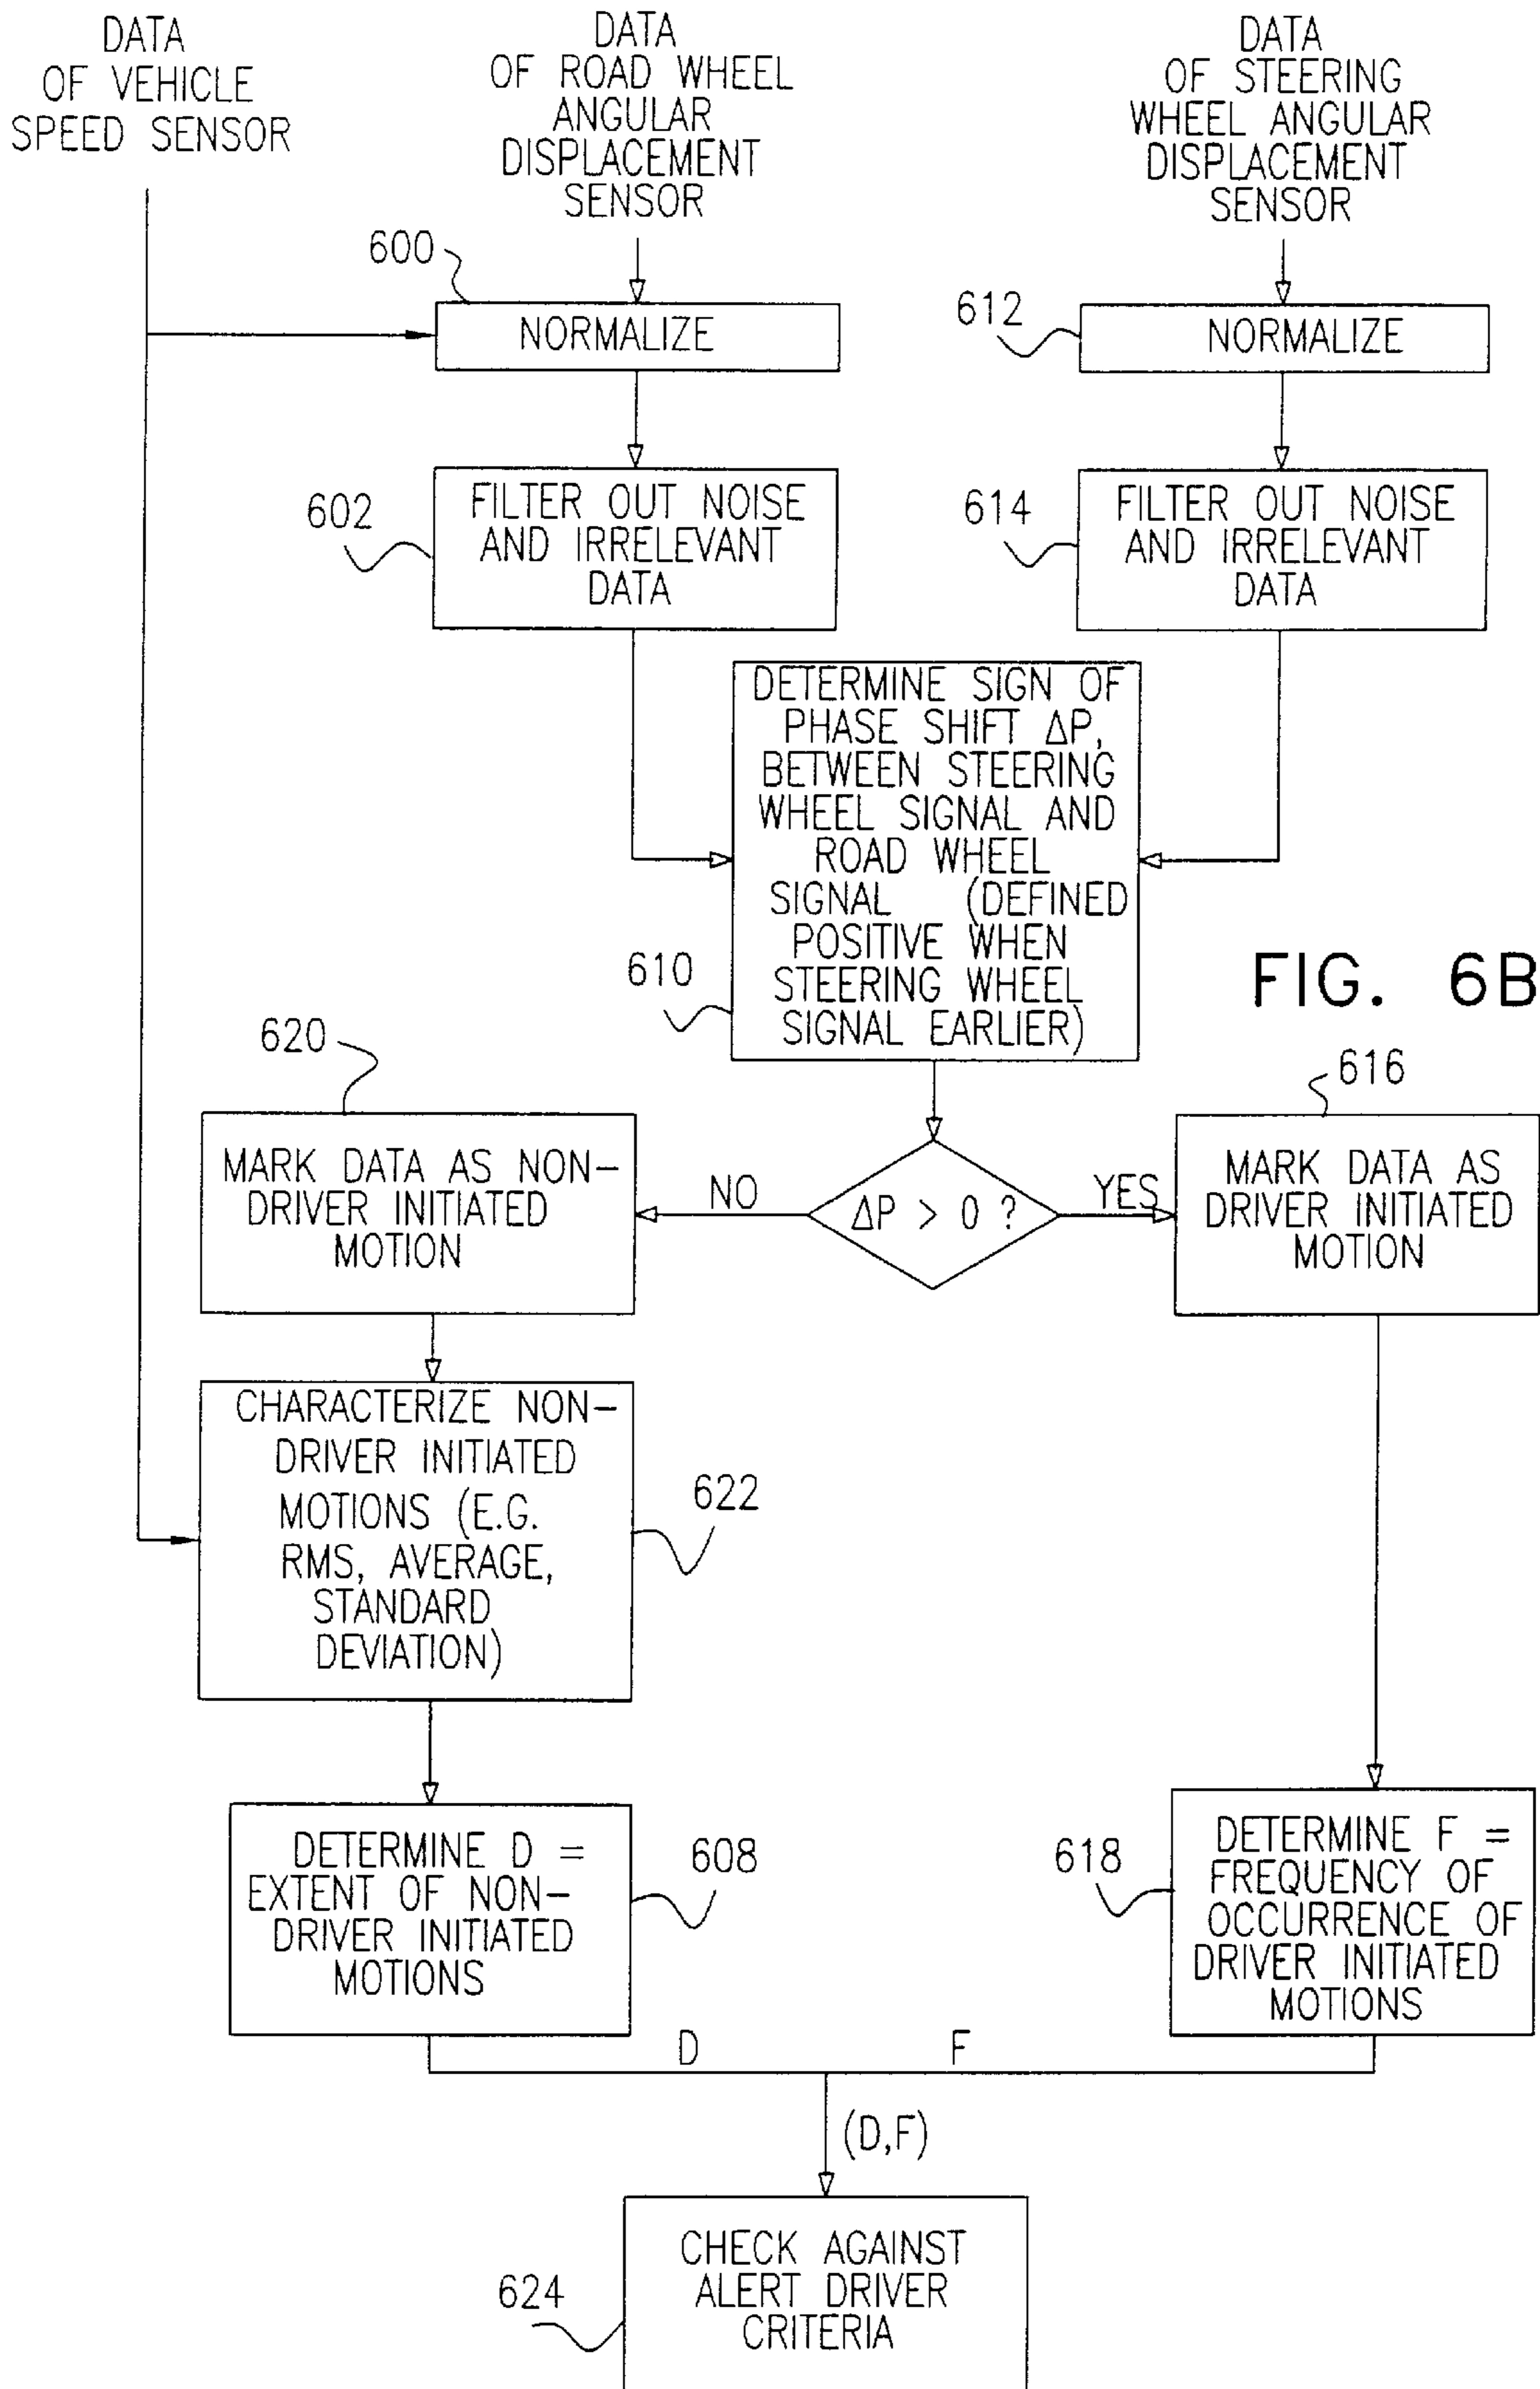 DATA
OF VEHICLE
SPEED SENSOR
DATA
OF ROAD WHEEL
ANGULAR
DISPLACEMENT
SENSOR
DATA
OF STEERING
WHEEL ANGULAR
DISPLACEMENT
SENSOR
600
NORMALIZE
612
NORMALIZE
602
FILTER OUT NOISE
AND IRRELEVANT
DATA
614
FILTER OUT NOISE
AND IRRELEVANT
DATA
DETERMINE SIGN OF
PHASE SHIFT ΔP,
BETWEEN STEERING
WHEEL SIGNAL AND
ROAD WHEEL
SIGNAL (DEFINED
POSITIVE WHEN
STEERING WHEEL
SIGNAL EARLIER)
610
FIG. 6B
620
MARK DATA AS NON-
DRIVER INITIATED
MOTION
NO
ΔP > 0 ?
YES
616
MARK DATA AS
DRIVER INITIATED
MOTION
CHARACTERIZE NON-
DRIVER INITIATED
MOTIONS (E.G.
RMS, AVERAGE,
STANDARD
DEVIATION)
622
DETERMINE D =
EXTENT OF NON-
DRIVER INITIATED
MOTIONS
608
618
DETERMINE F =
FREQUENCY OF
OCCURRENCE OF
DRIVER INITIATED
MOTIONS
D F
(D,F)
624
CHECK AGAINST
ALERT DRIVER
CRITERIA